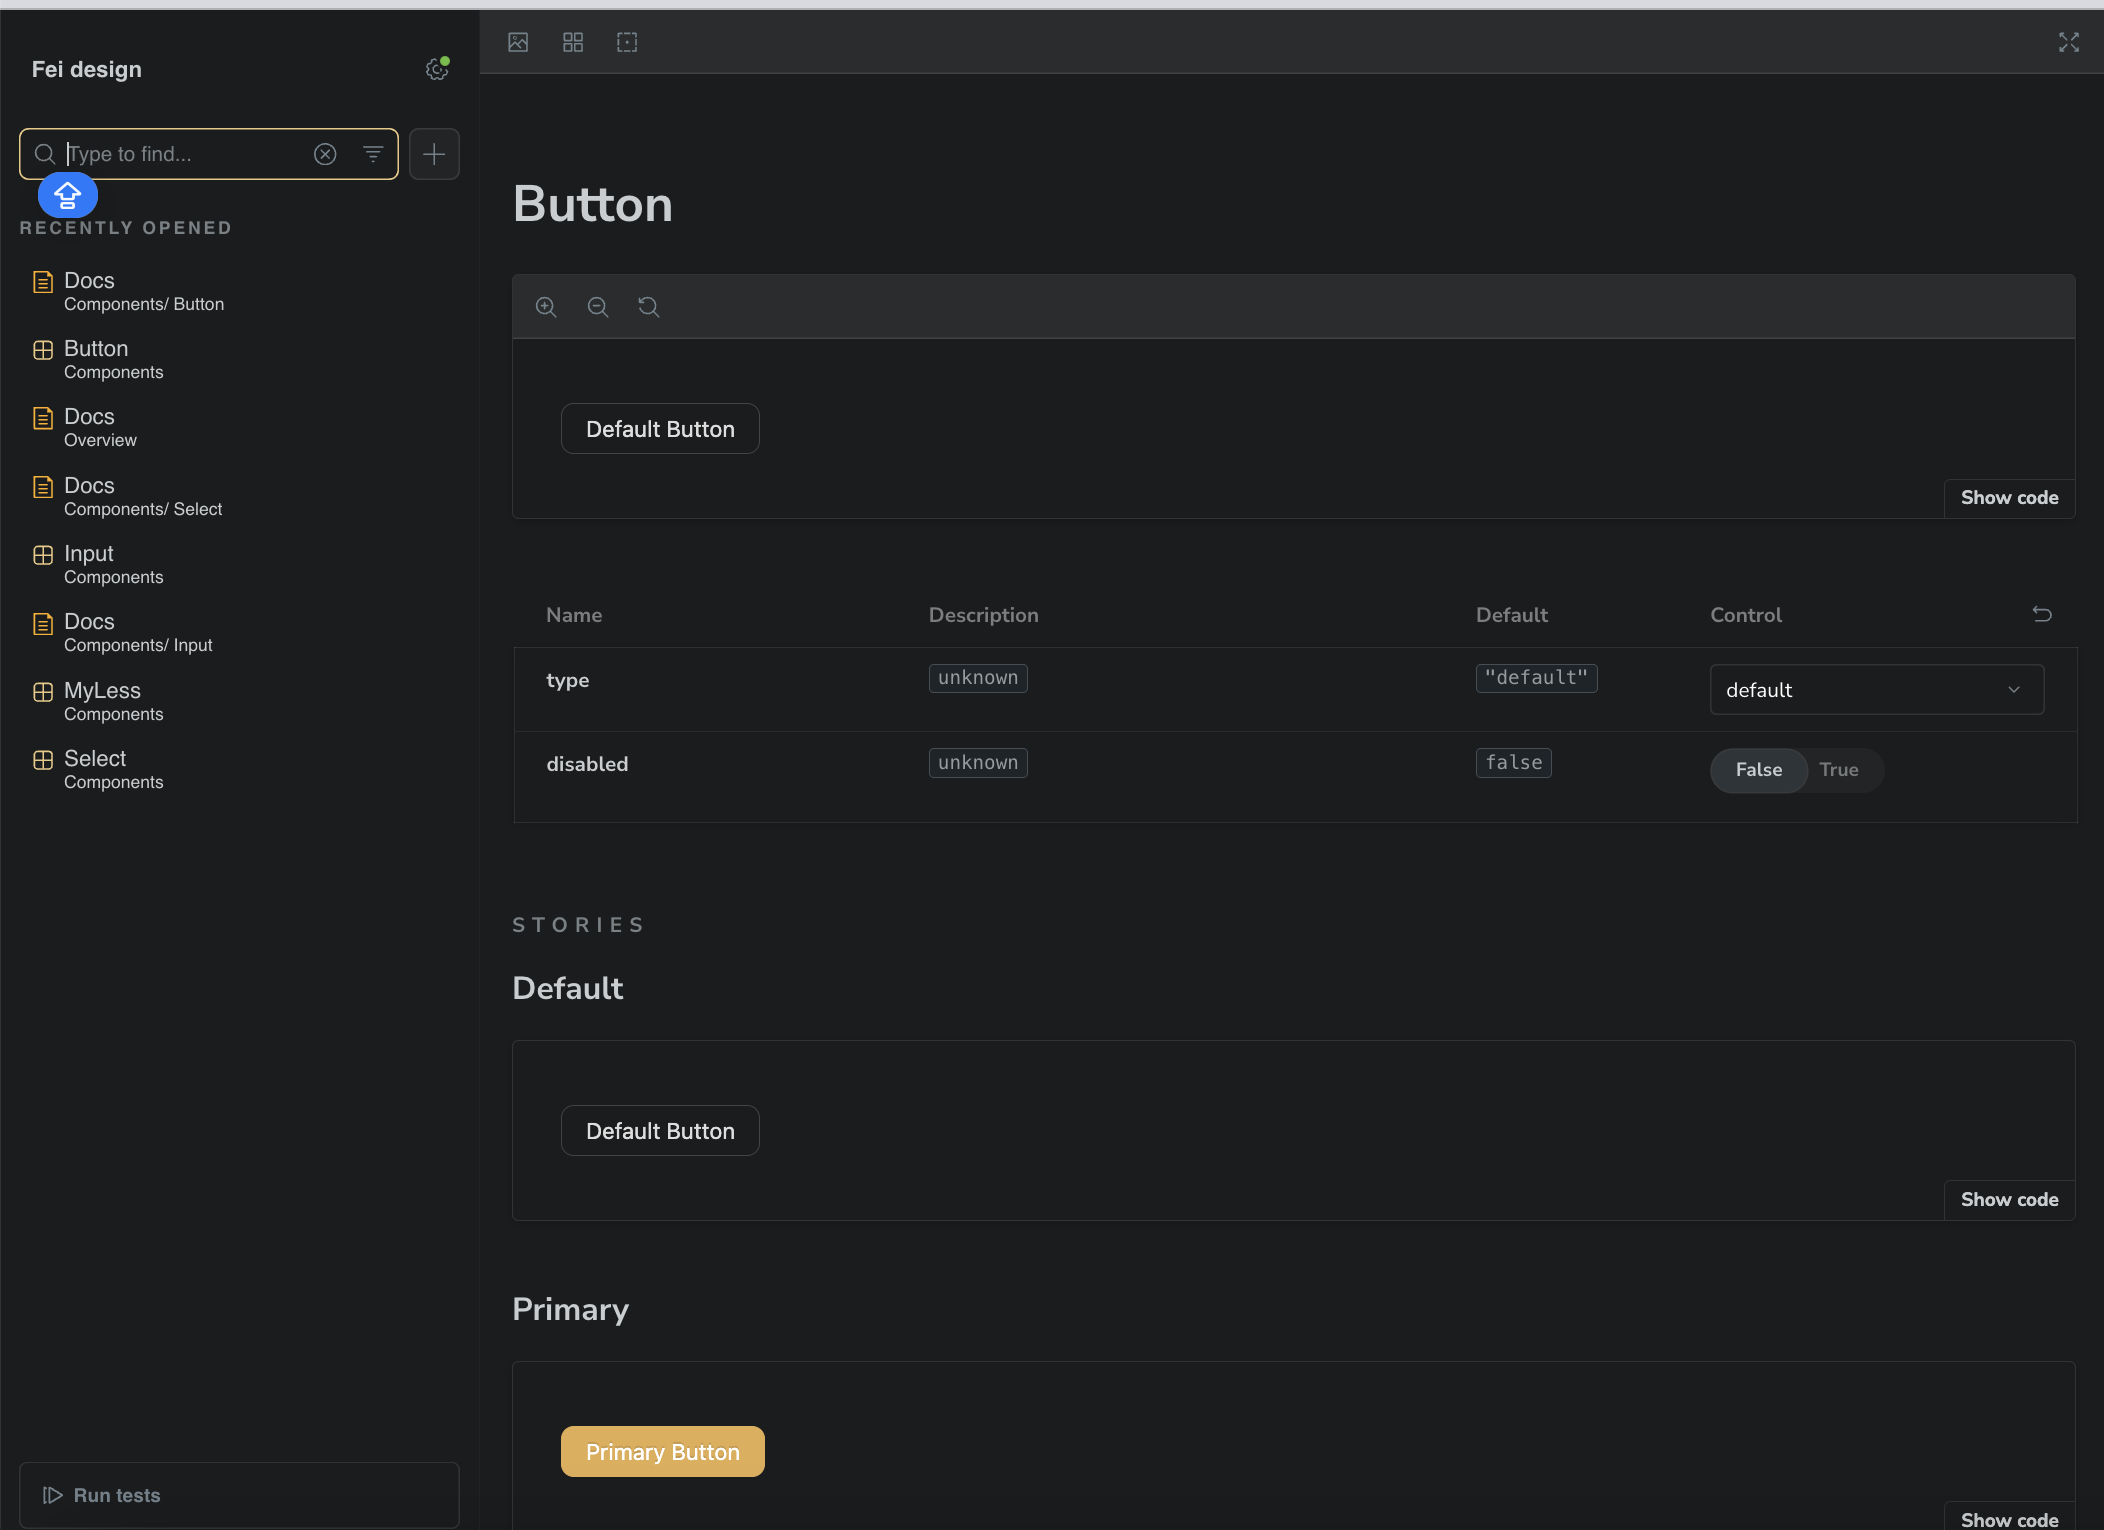 Fei design
Type to find...
RECENTLY OPENED
Docs
Components/ Button
Button
Components
Docs
Overview
Docs
Components/ Select
Input
Components
Docs
Components/ Input
MyLess
Components
Select
Components
Run tests
Button
Default Button
Show code
Name Description Default Control
type unknown "default" default
disabled unknown false False True
STORIES
Default
Default Button
Show code
Primary
Primary Button
Show code